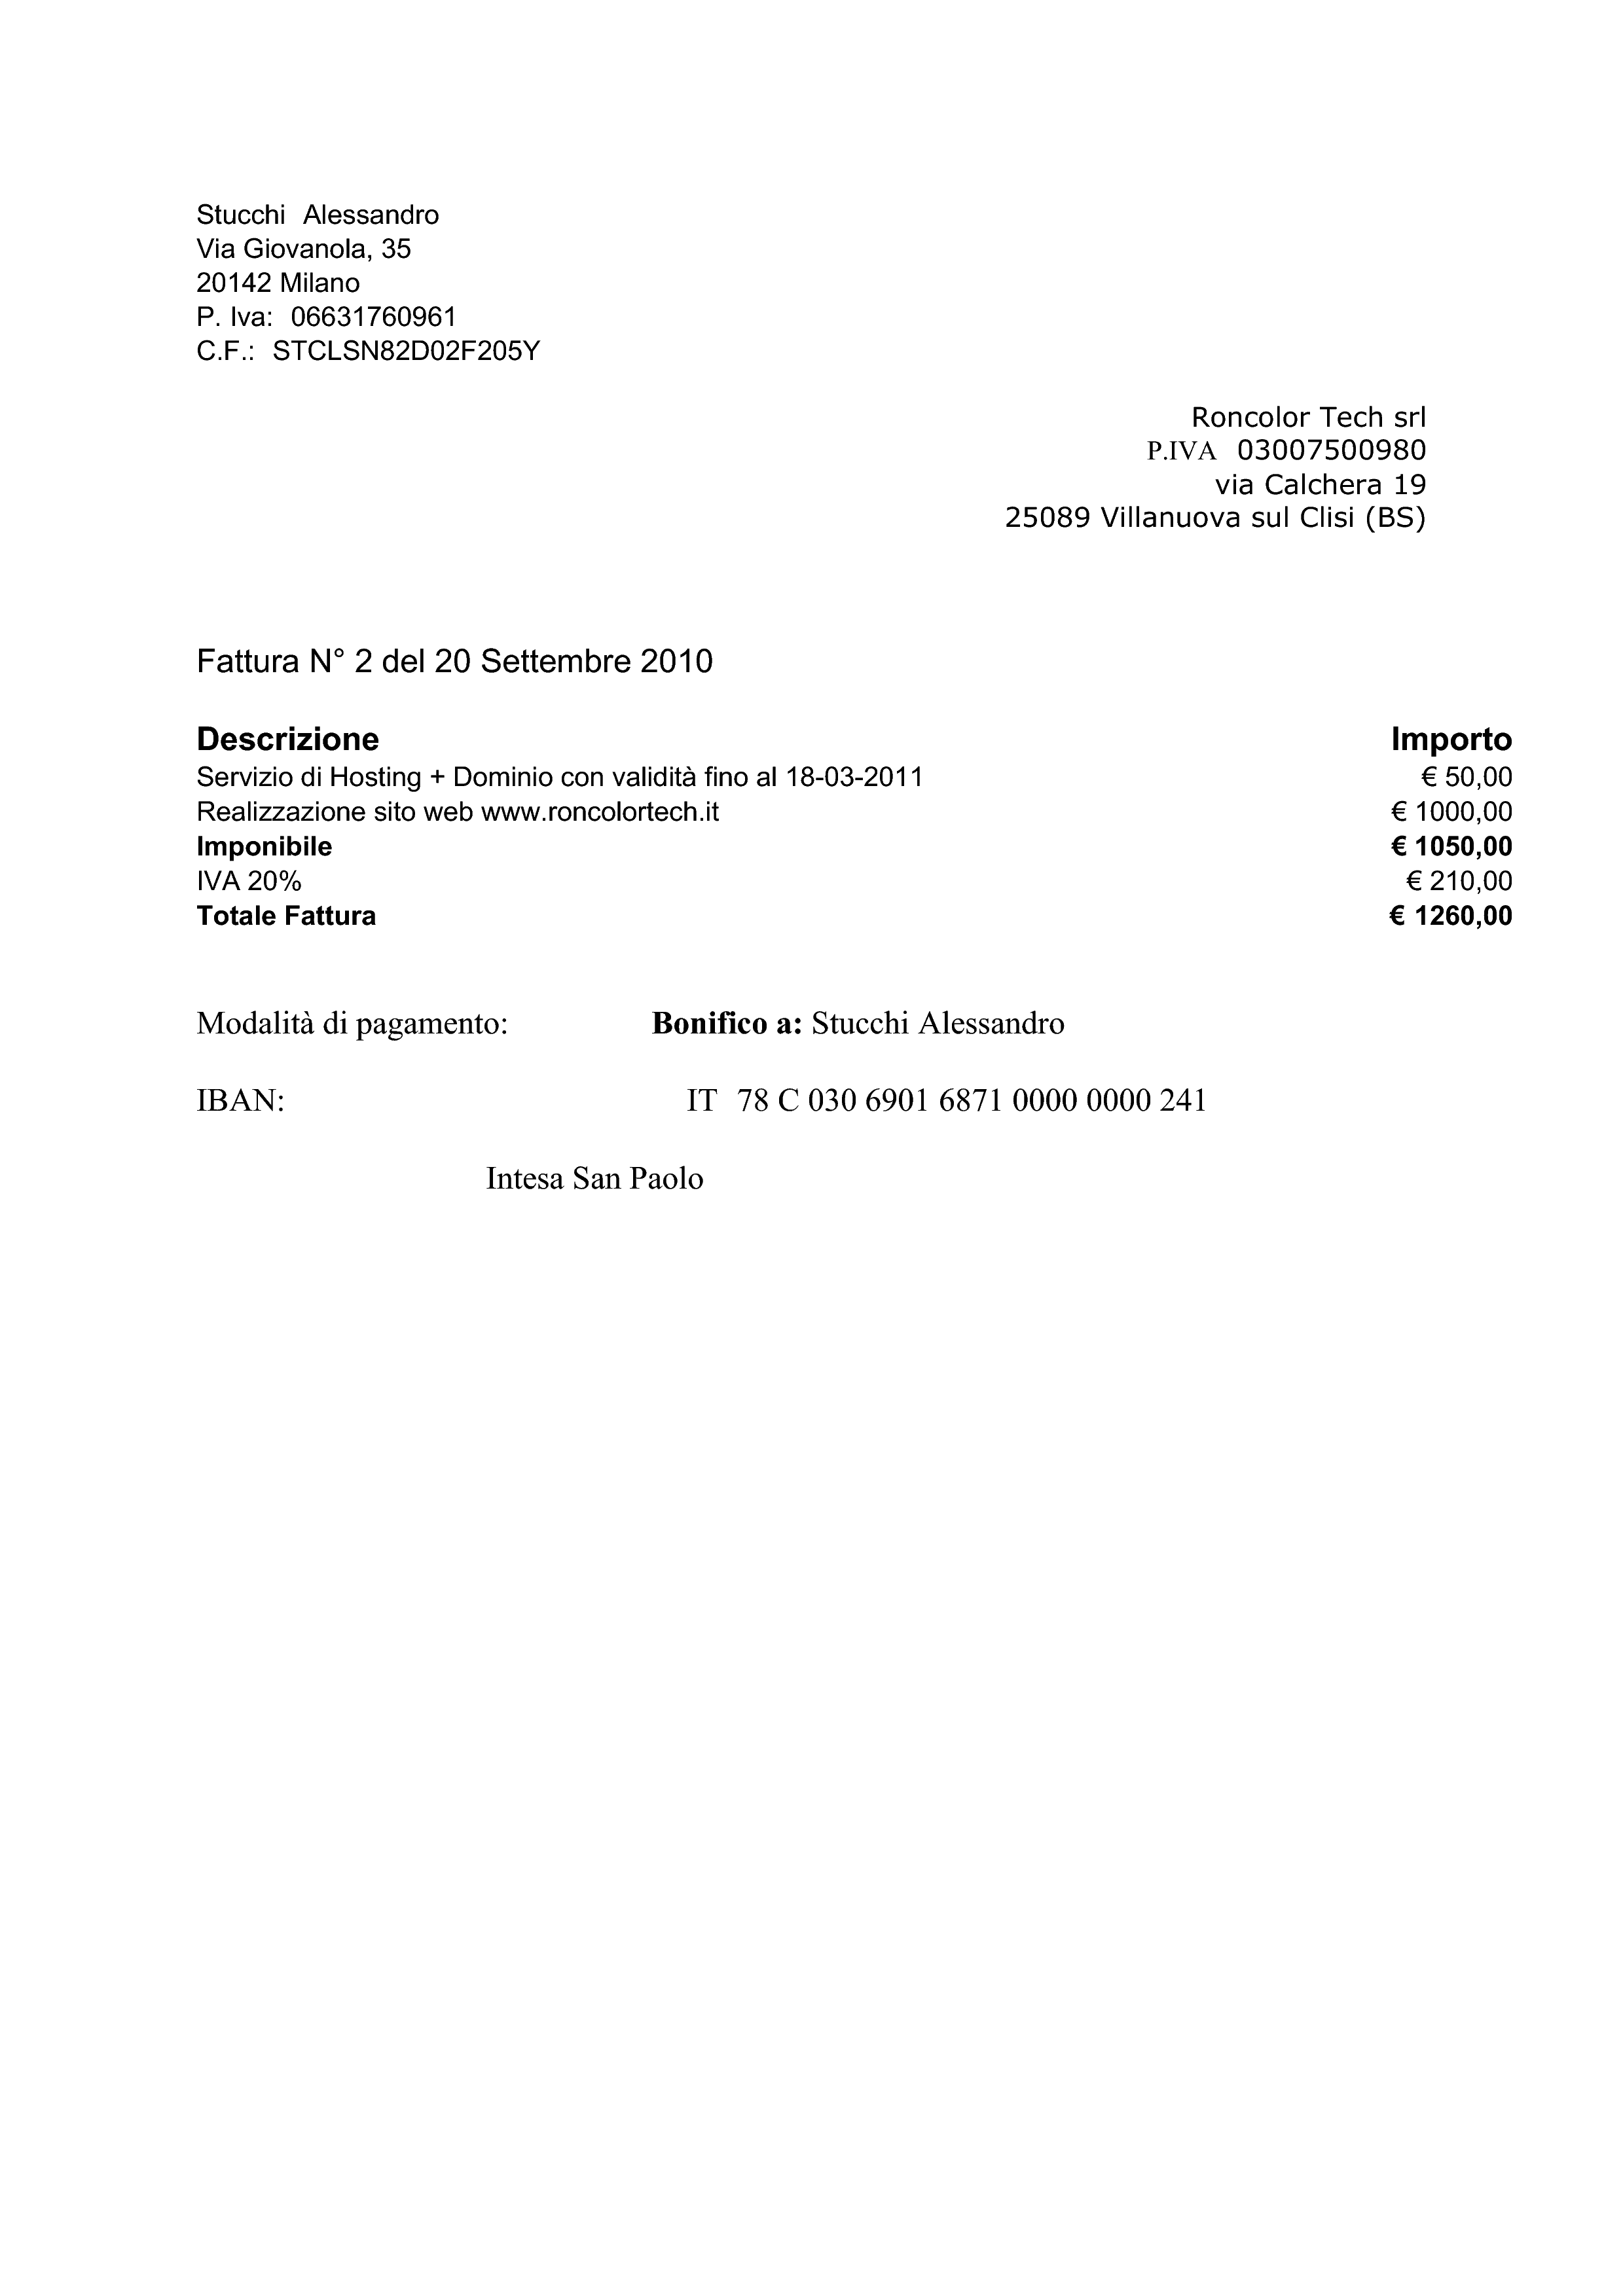 Stucchi Alessandro
Via Giovanola, 35
20142 Milano
P. Iva: 06631760961
C.F.: STCLSN82D02F205Y
Roncolor Tech srl
P.IVA 03007500980
via Calchera 19
25089 Villanuova sul Clisi (BS)
Fattura N° 2 del 20 Settembre 2010
Descrizione Importo
Servizio di Hosting + Dominio con validità fino al 18-03-2011 € 50,00
Realizzazione sito web www.roncolortech.it € 1000,00
Imponibile € 1050,00
IVA 20% € 210,00
Totale Fattura € 1260,00
Modalità di pagamento: Bonifico a: Stucchi Alessandro
IBAN: IT 78 C 030 6901 6871 0000 0000 241
Intesa San Paolo